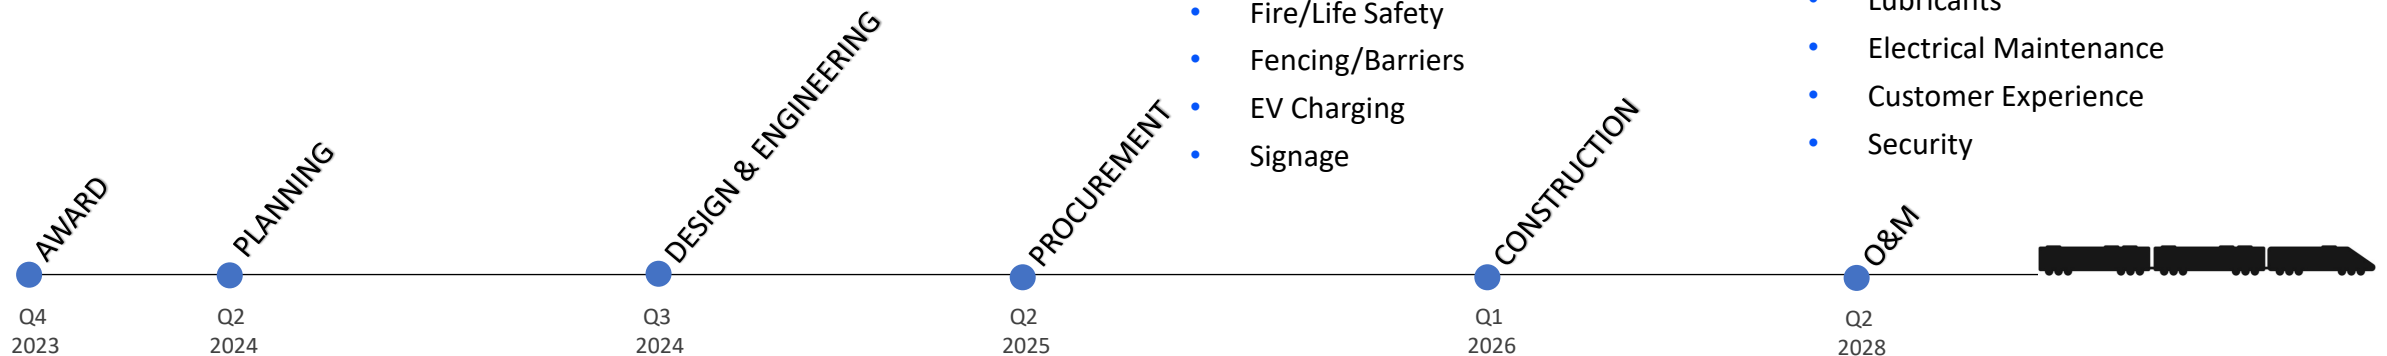 Fire/Life Safety
Fencing/Barriers
EV Charging
Signage
Lubricants
Electrical Maintenance
Customer Experience
Security
AWARD
PLANNING
DESIGN & ENGINEERING
PROCUREMENT
CONSTRUCTION
O&M
Q4
2023
Q2
2024
Q3
2024
Q2
2025
Q1
2026
Q2
2028